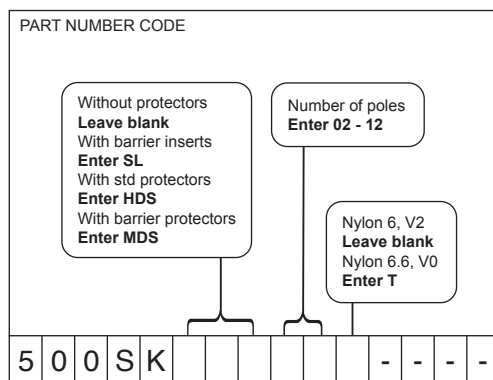 PART NUMBER CODE
Without protectors
Leave blank
With barrier inserts
Enter SL
With std protectors
Enter HDS
With barrier protectors
Enter MDS
Number of poles
Enter 02 - 12
Nylon 6, V2
Leave blank
Nylon 6.6, V0
Enter T
5 0 0 S K - - - -